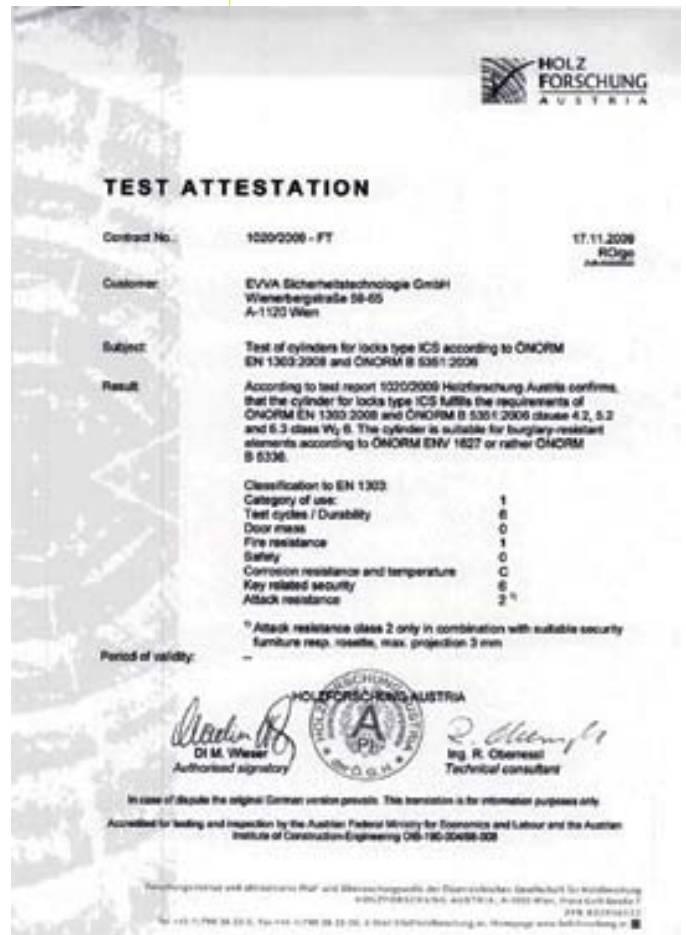 HOLZ
FORSCHUNG
AUSTRIA
TEST ATTESTATION
Contract No.: 1020/2009 - FT 17.11.2009
Customer: EVVA Sicherheitstechnologie GmbH
Wienerbergstraße 59-65
A-1120 Wien
Subject: Test of cylinders for locks type ICS according to ÖNORM
EN 1303:2008 and ÖNORM B 5351:2006
Result: According to test report 1020/2009 Holzforschung Austria confirms,
that the cylinder for locks type ICS fulfils the requirements of
ÖNORM EN 1303:2008 and ÖNORM B 5351:2006 clause 4.2, 5.2
and 6.3 class WZ 6. The cylinder is suitable for burglary-resistant
elements according to ÖNORM ENV 1627 or rather ÖNORM
B 5338.
Classification to EN 1303:
Category of use: 1
Test cycles / Durability 6
Door mass 0
Fire resistance 1
Safety 0
Corrosion resistance and temperature C
Key related security 6
Attack resistance 2 1)
1) Attack resistance class 2 only in combination with suitable security
furniture resp. rosette, max. projection 3 mm
Period of validity: --
HOLZFORSCHUNG AUSTRIA
DI M. Wieser
Authorised signatory
Ing. R. Oberressl
Technical consultant
In case of dispute the original German version prevails. This translation is for information purposes only.
Accredited for testing and inspection by the Austrian Federal Ministry for Economics and Labour and the Austrian
Institute of Construction Engineering